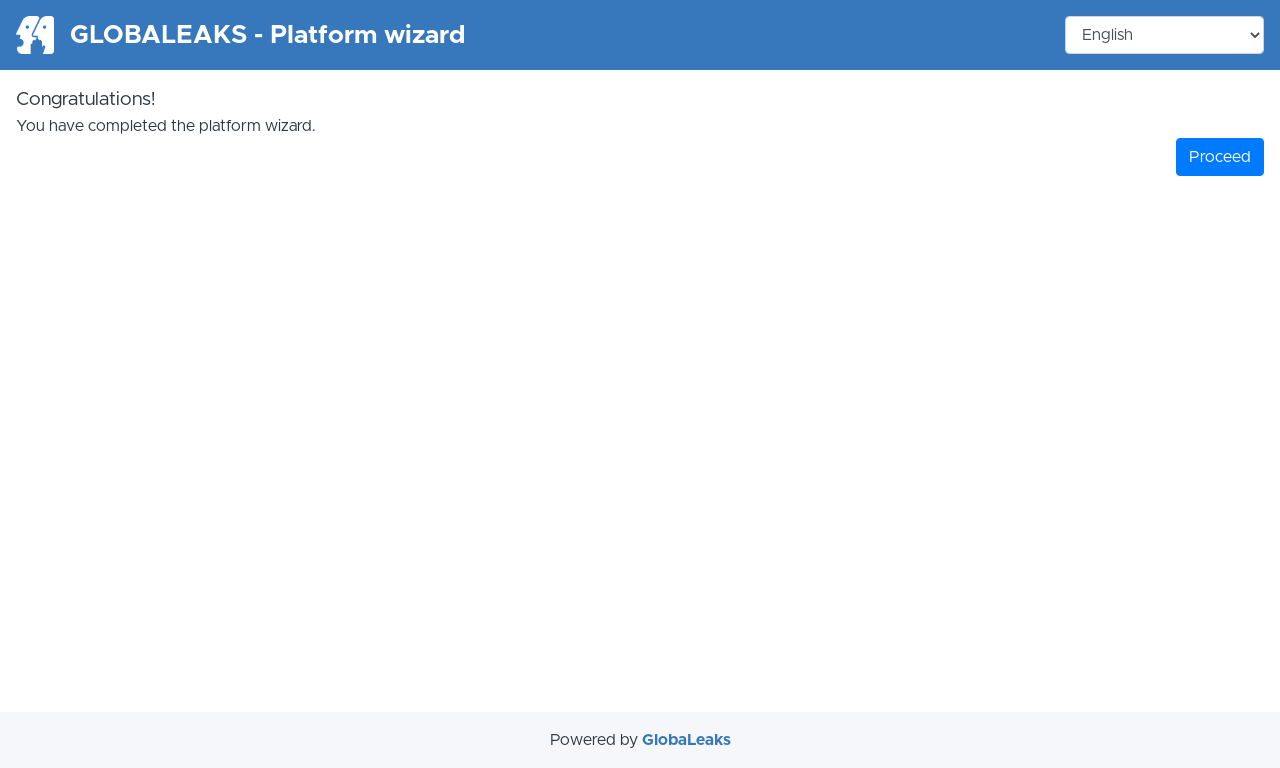 GLOBALEAKS - Platform wizard
English
Congratulations!
You have completed the platform wizard.
Proceed
Powered by GlobaLeaks